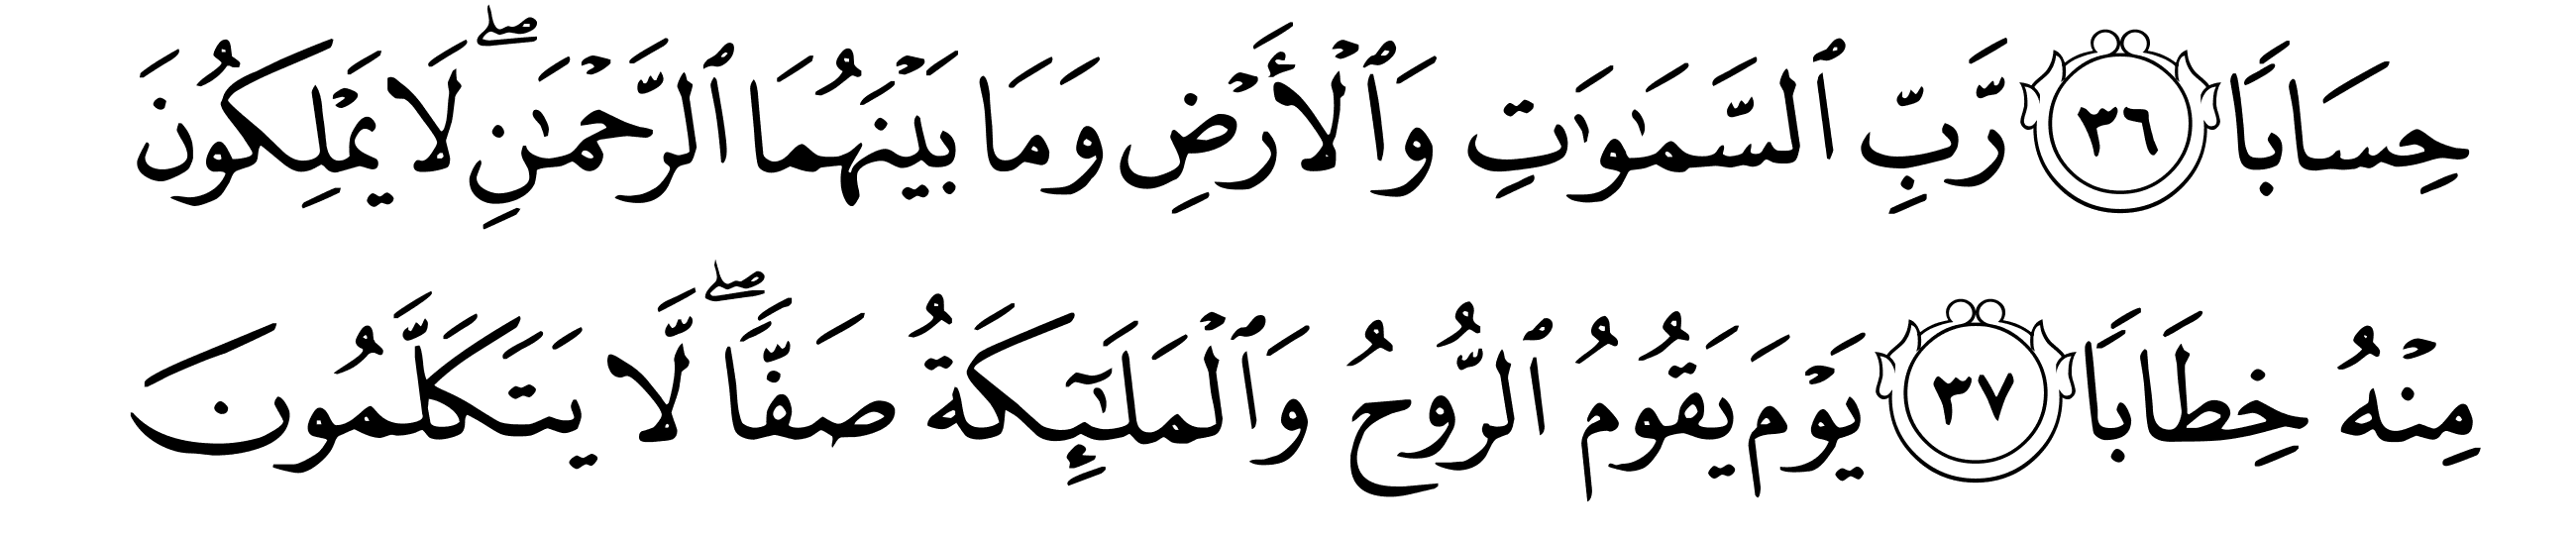 حِسَابٗا ٣٦ رَّبِّ ٱلسَّمَٰوَٰتِ وَٱلۡأَرۡضِ وَمَا بَيۡنَهُمَا ٱلرَّحۡمَٰنِۖ لَا يَمۡلِكُونَ
مِنۡهُ خِطَابٗا ٣٧ يَوۡمَ يَقُومُ ٱلرُّوحُ وَٱلۡمَلَٰٓئِكَةُ صَفّٗاۖ لَّا يَتَكَلَّمُونَ